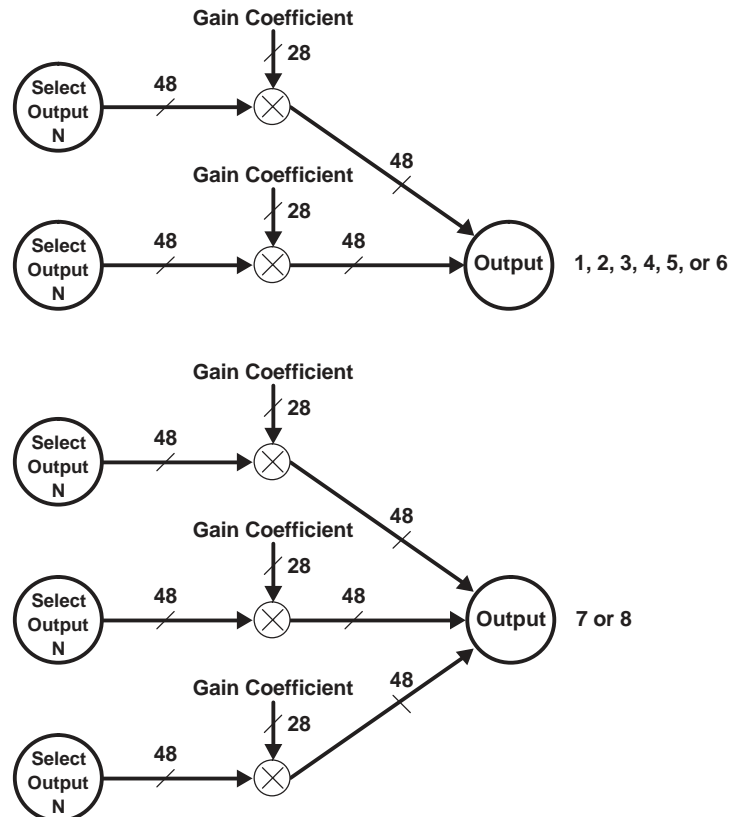 Gain Coefficient
28
Select
Output
N
48
48
Gain Coefficient
28
Select
Output
N
48
48
Output
1, 2, 3, 4, 5, or 6
Gain Coefficient
28
Select
Output
N
48
48
Gain Coefficient
28
Select
Output
N
48
48
Output
7 or 8
Gain Coefficient
28
Select
Output
N
48
48